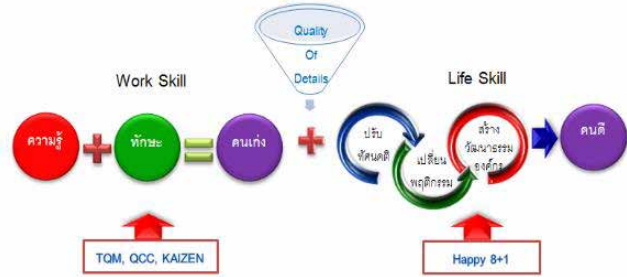 Quality
Of
Details
Work Skill
Life Skill
ความรู้
ทักษะ
คนเก่ง
ปรับ
ทัศนคติ
เปลี่ยน
พฤติกรรม
สร้าง
วัฒนธรรม
องค์กร
คนดี
TQM, QCC, KAIZEN
Happy 8+1